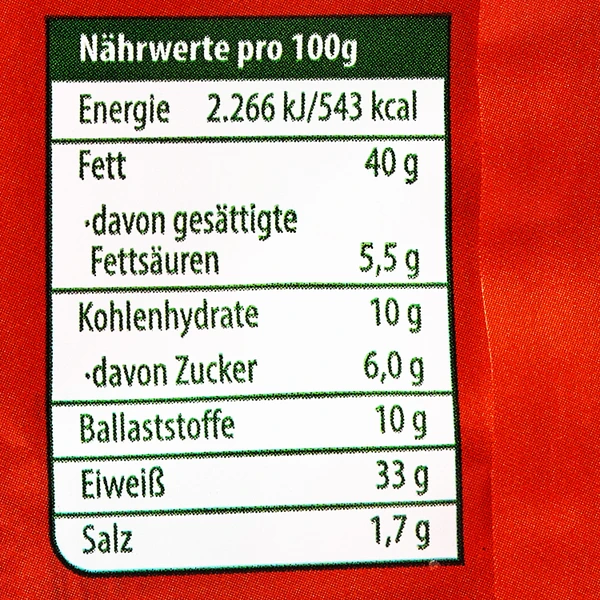 Nährwerte pro 100g
Energie 2.266 kJ/543 kcal
Fett 40 g
·davon gesättigte
Fettsäuren 5,5 g
Kohlenhydrate 10 g
·davon Zucker 6,0 g
Ballaststoffe 10 g
Eiweiß 33 g
Salz 1,7 g